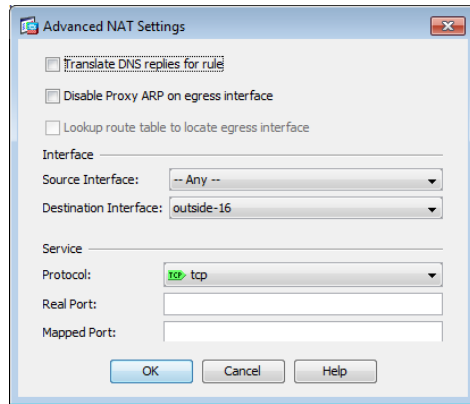 Advanced NAT Settings
Translate DNS replies for rule
Disable Proxy ARP on egress interface
Lookup route table to locate egress interface
Interface
Source Interface: -- Any --
Destination Interface: outside-16
Service
Protocol: TCP tcp
Real Port:
Mapped Port:
OK Cancel Help